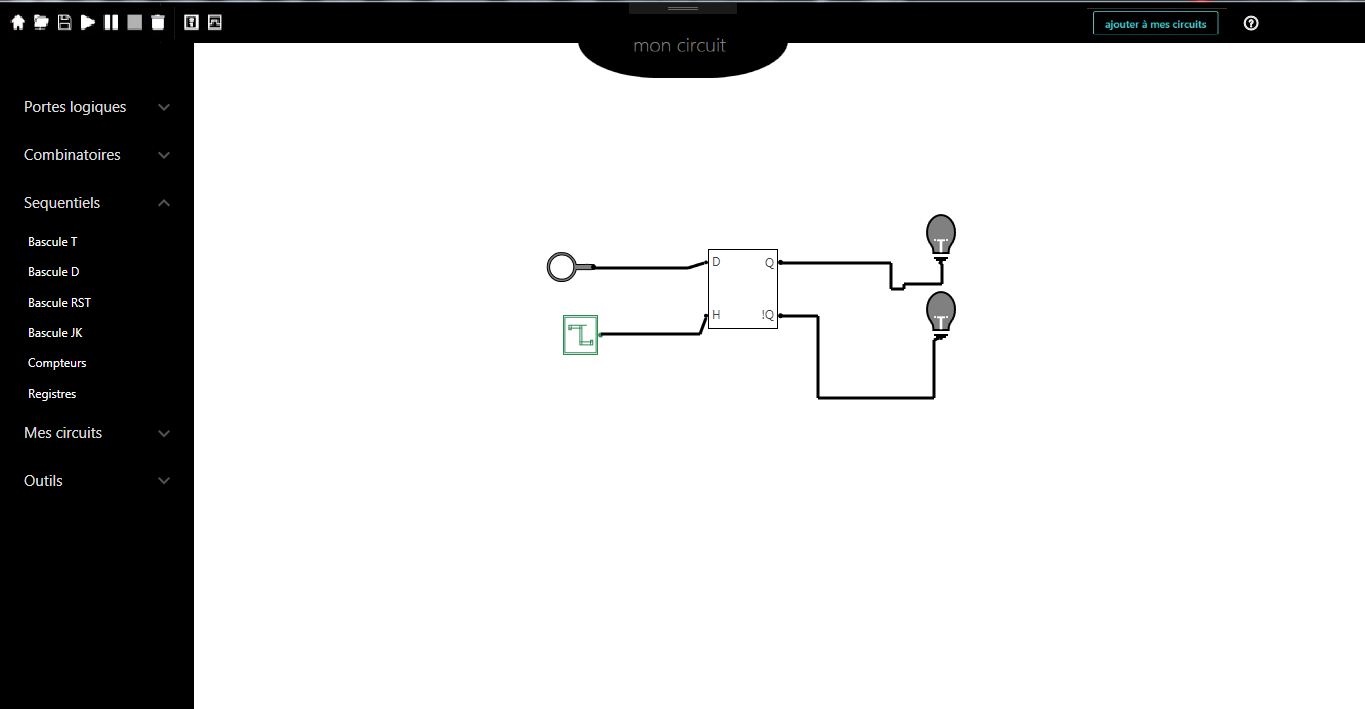 ajouter à mes circuits
mon circuit
Portes logiques
Combinatoires
Sequentiels
Bascule T
Bascule D
Bascule RST
Bascule JK
Compteurs
Registres
Mes circuits
Outils
D Q
H !Q